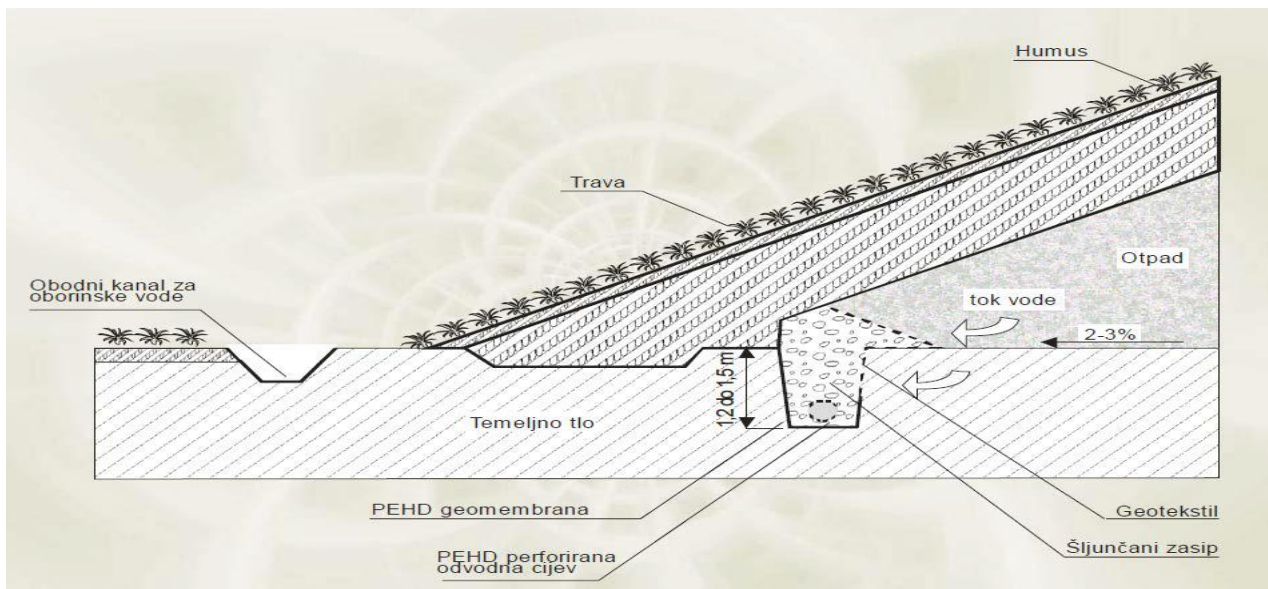 Humus
Trava
Otpad
Obodni kanal za
oborinske vode
tok vode
2-3%
1,2 do 1,5 m
Temeljno tlo
PEHD geomembrana
Geotekstil
PEHD perforirana
odvodna cijev
Šljunčani zasip